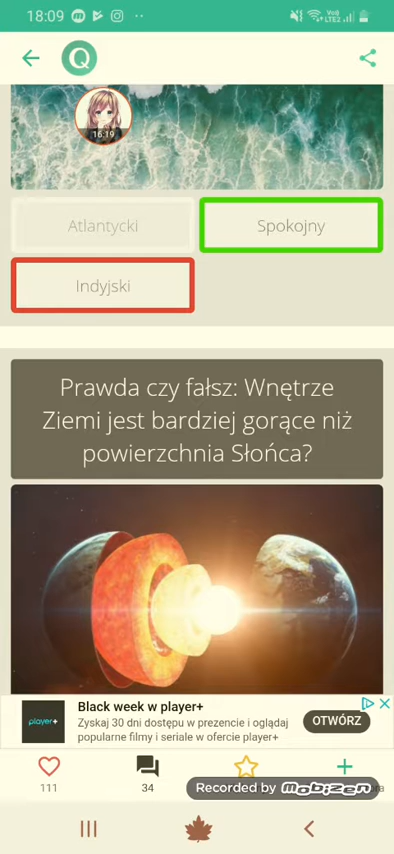 18:09
Vo))
LTE2
Q
16:19
Atlantycki
Spokojny
Indyjski
Prawda czy fałsz: Wnętrze
Ziemi jest bardziej gorące niż
powierzchnia Słońca?
player+
Black week w player+
Zyskaj 30 dni dostępu w prezencie i oglądaj
popularne filmy i seriale w ofercie player+
OTWÓRZ
111
34
Recorded by mobizen